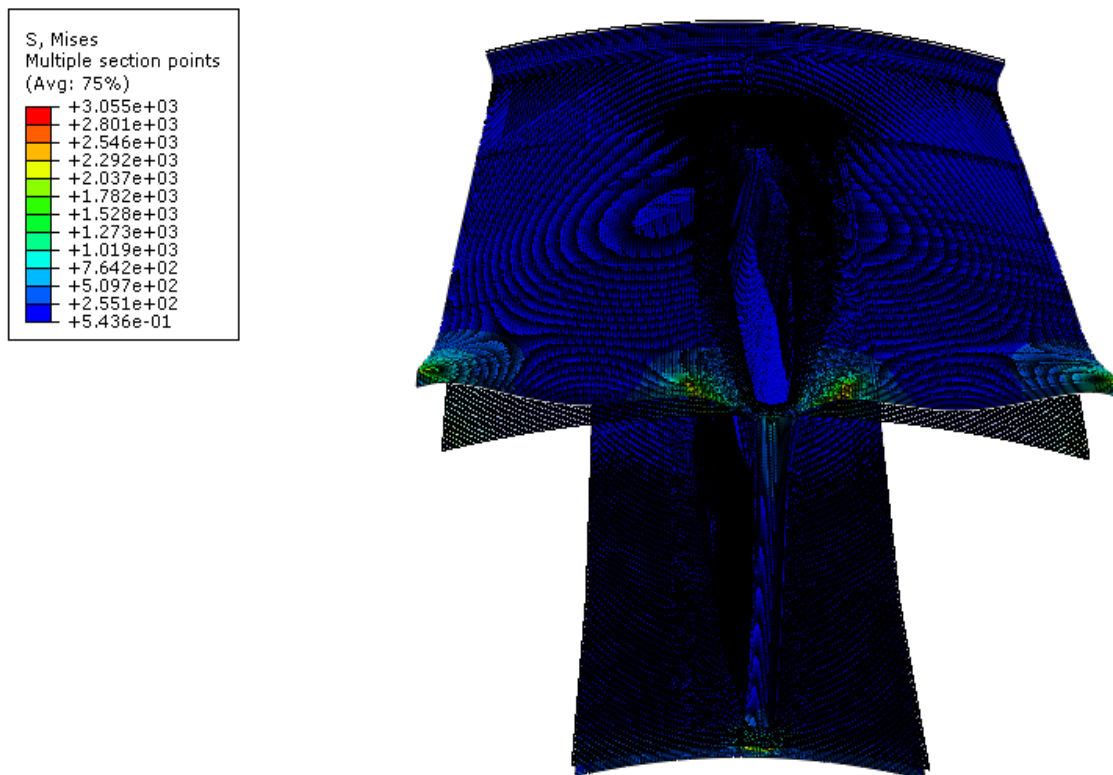 S, Mises
Multiple section points
(Avg: 75%)
+3.055e+03
+2.801e+03
+2.546e+03
+2.292e+03
+2.037e+03
+1.782e+03
+1.528e+03
+1.273e+03
+1.019e+03
+7.642e+02
+5.097e+02
+2.551e+02
+5.436e-01